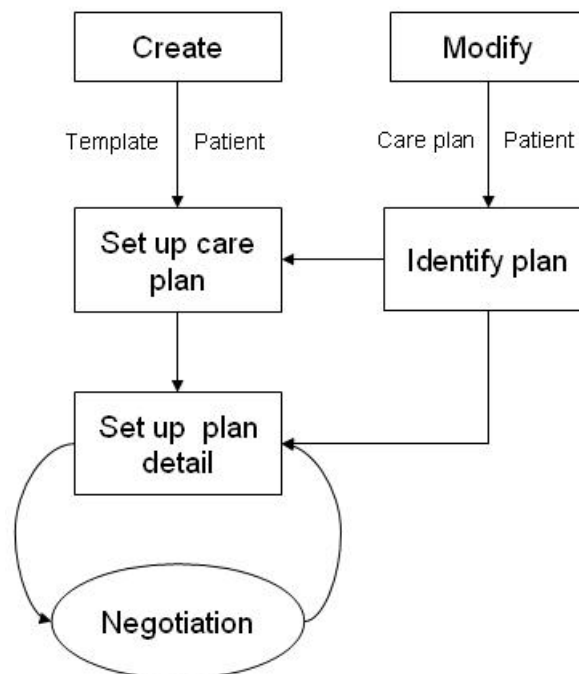 Create
Modify
Template Patient
Care plan Patient
Set up care
plan
Identify plan
Set up plan
detail
Negotiation